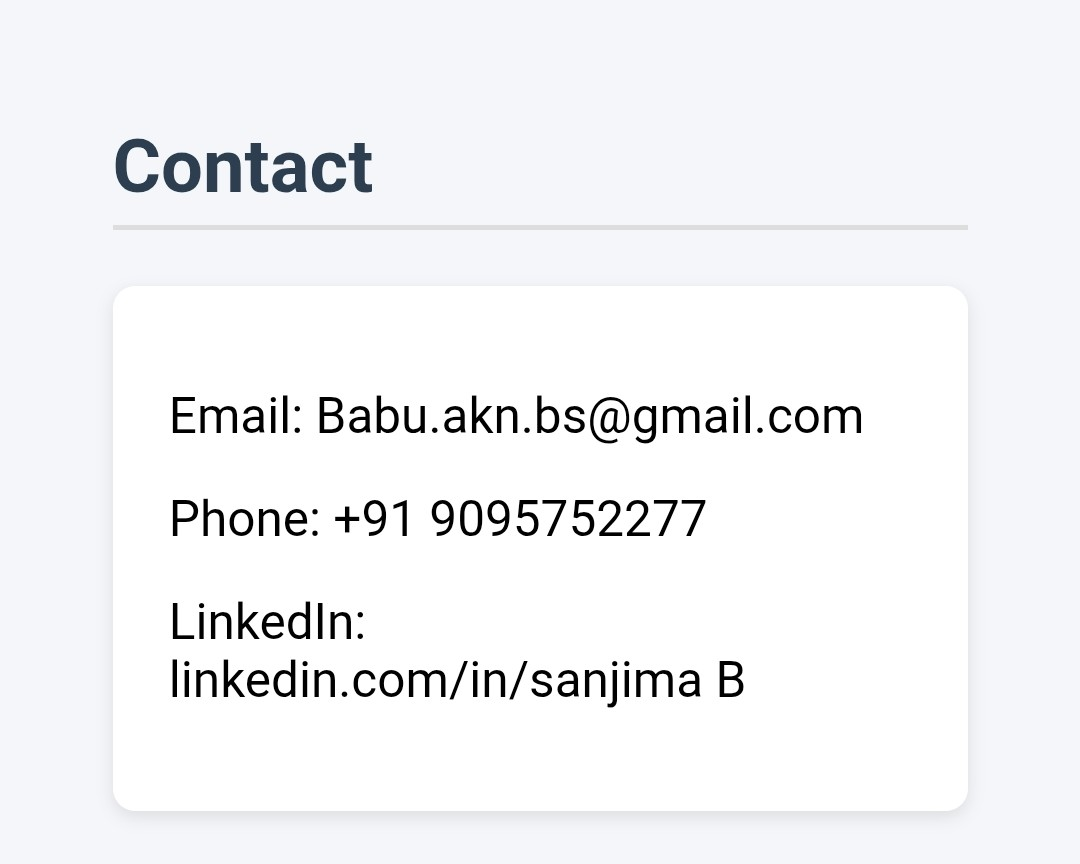 Contact
Email: Babu.akn.bs@gmail.com
Phone: +91 9095752277
LinkedIn:
linkedin.com/in/sanjima B